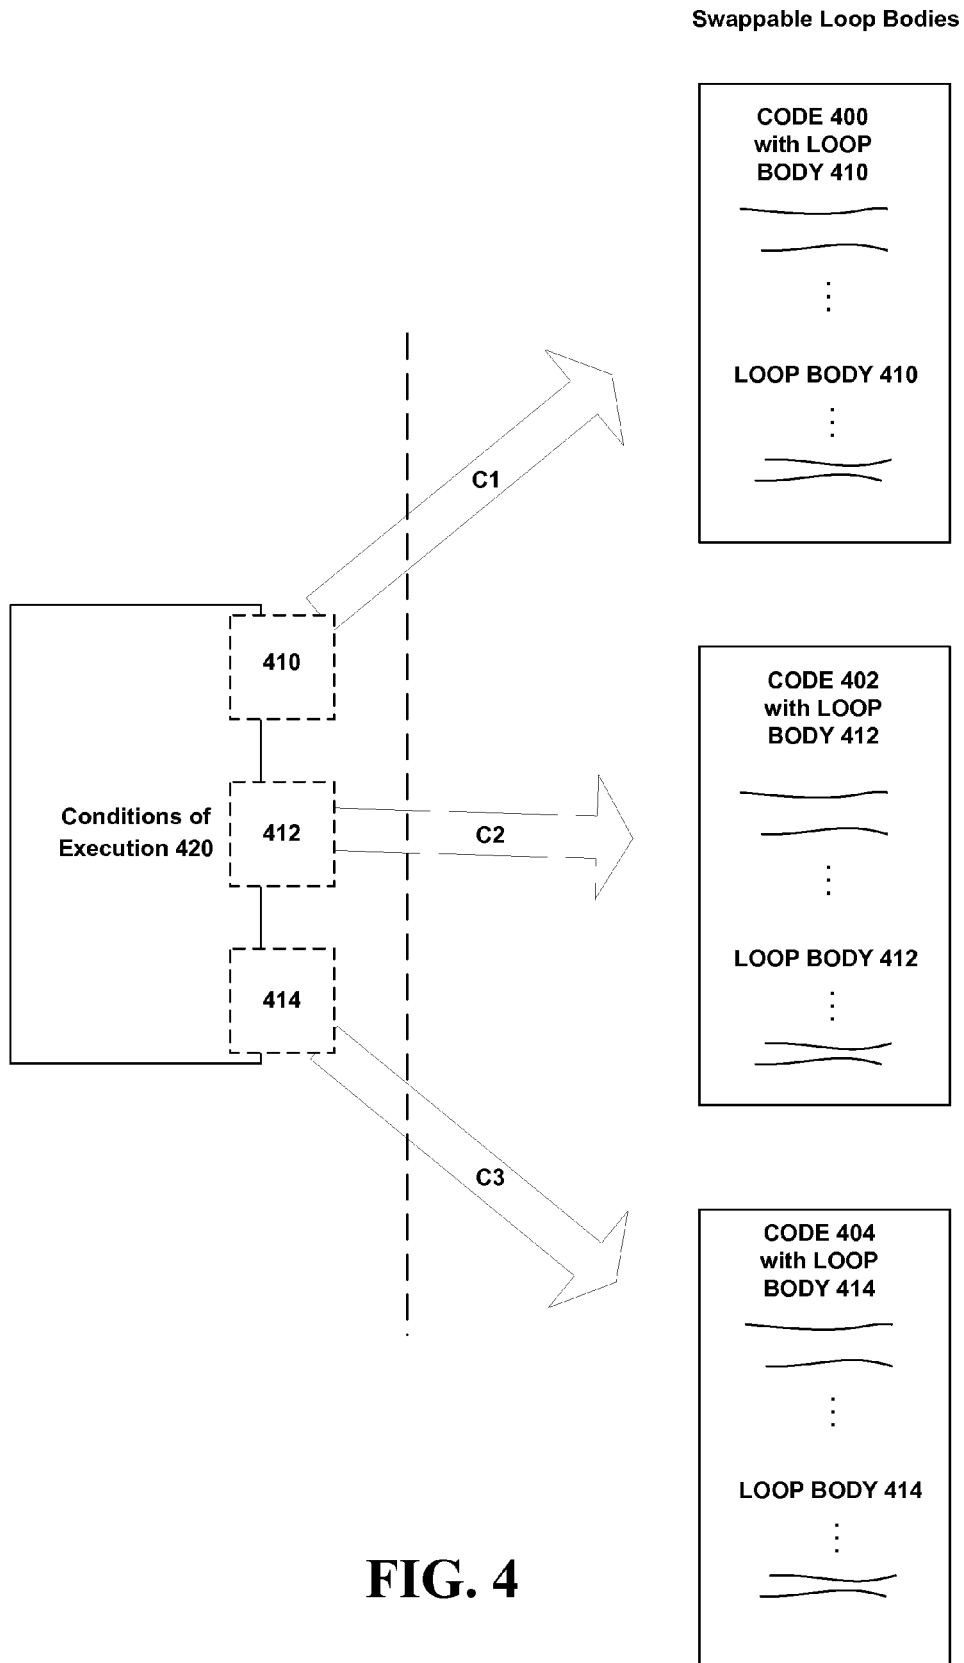 Swappable Loop Bodies
CODE 400
with LOOP
BODY 410
LOOP BODY 410
C1
410
Conditions of
Execution 420
412
C2
414
CODE 402
with LOOP
BODY 412
LOOP BODY 412
C3
CODE 404
with LOOP
BODY 414
LOOP BODY 414
FIG. 4